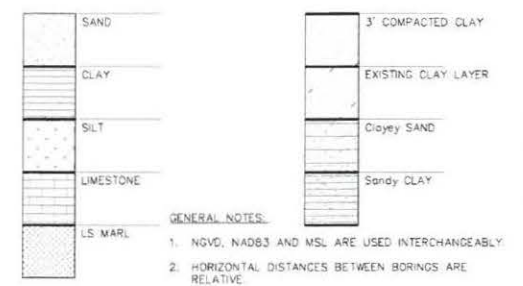 SAND
CLAY
SILT
LIMESTONE
LS MARL
3' COMPACTED CLAY
EXISTING CLAY LAYER
Clayey SAND
Sandy CLAY
GENERAL NOTES:
1. NGVD, NAD83 AND MSL ARE USED INTERCHANGEABLY.
2. HORIZONTAL DISTANCES BETWEEN BORINGS ARE
RELATIVE.